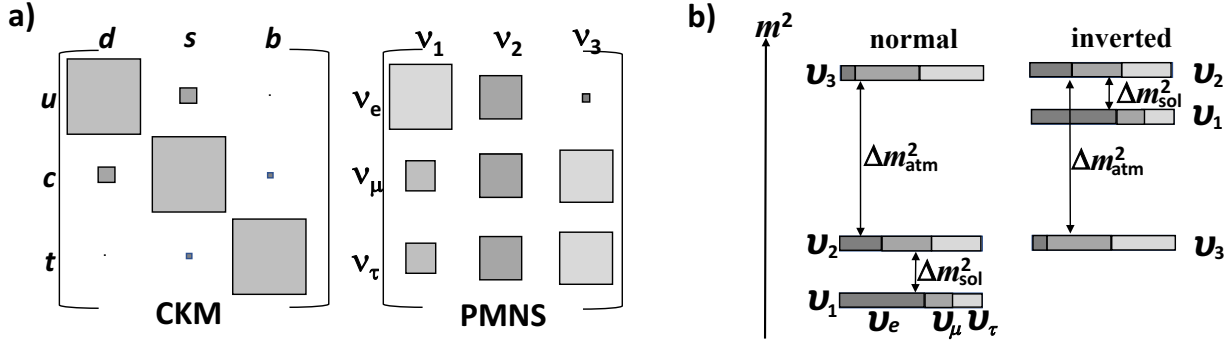 a)
d s b
u
c
t
CKM
ν1 ν2 ν3
νe
νμ
ντ
PMNS
b)
m²
normal inverted
υ3
υ2
υ1
υe υμ υτ
Δm²atm
Δm²sol
υ2
υ1
υ3
Δm²sol
Δm²atm